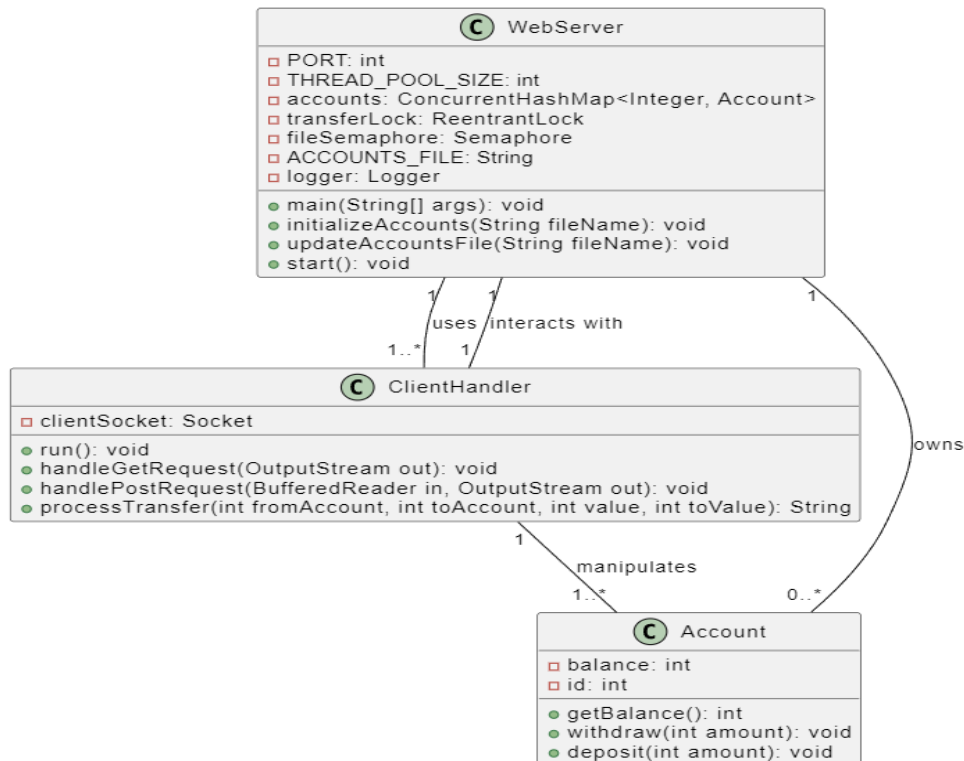 C WebServer
PORT: int
THREAD_POOL_SIZE: int
accounts: ConcurrentHashMap<Integer, Account>
transferLock: ReentrantLock
fileSemaphore: Semaphore
ACCOUNTS_FILE: String
logger: Logger
main(String[] args): void
initializeAccounts(String fileName): void
updateAccountsFile(String fileName): void
start(): void
1 1 1
uses interacts with
1..* 1
C ClientHandler
clientSocket: Socket
run(): void
handleGetRequest(OutputStream out): void
handlePostRequest(BufferedReader in, OutputStream out): void
processTransfer(int fromAccount, int toAccount, int value, int toValue): String
owns
1
manipulates
1..* 0..*
C Account
balance: int
id: int
getBalance(): int
withdraw(int amount): void
deposit(int amount): void